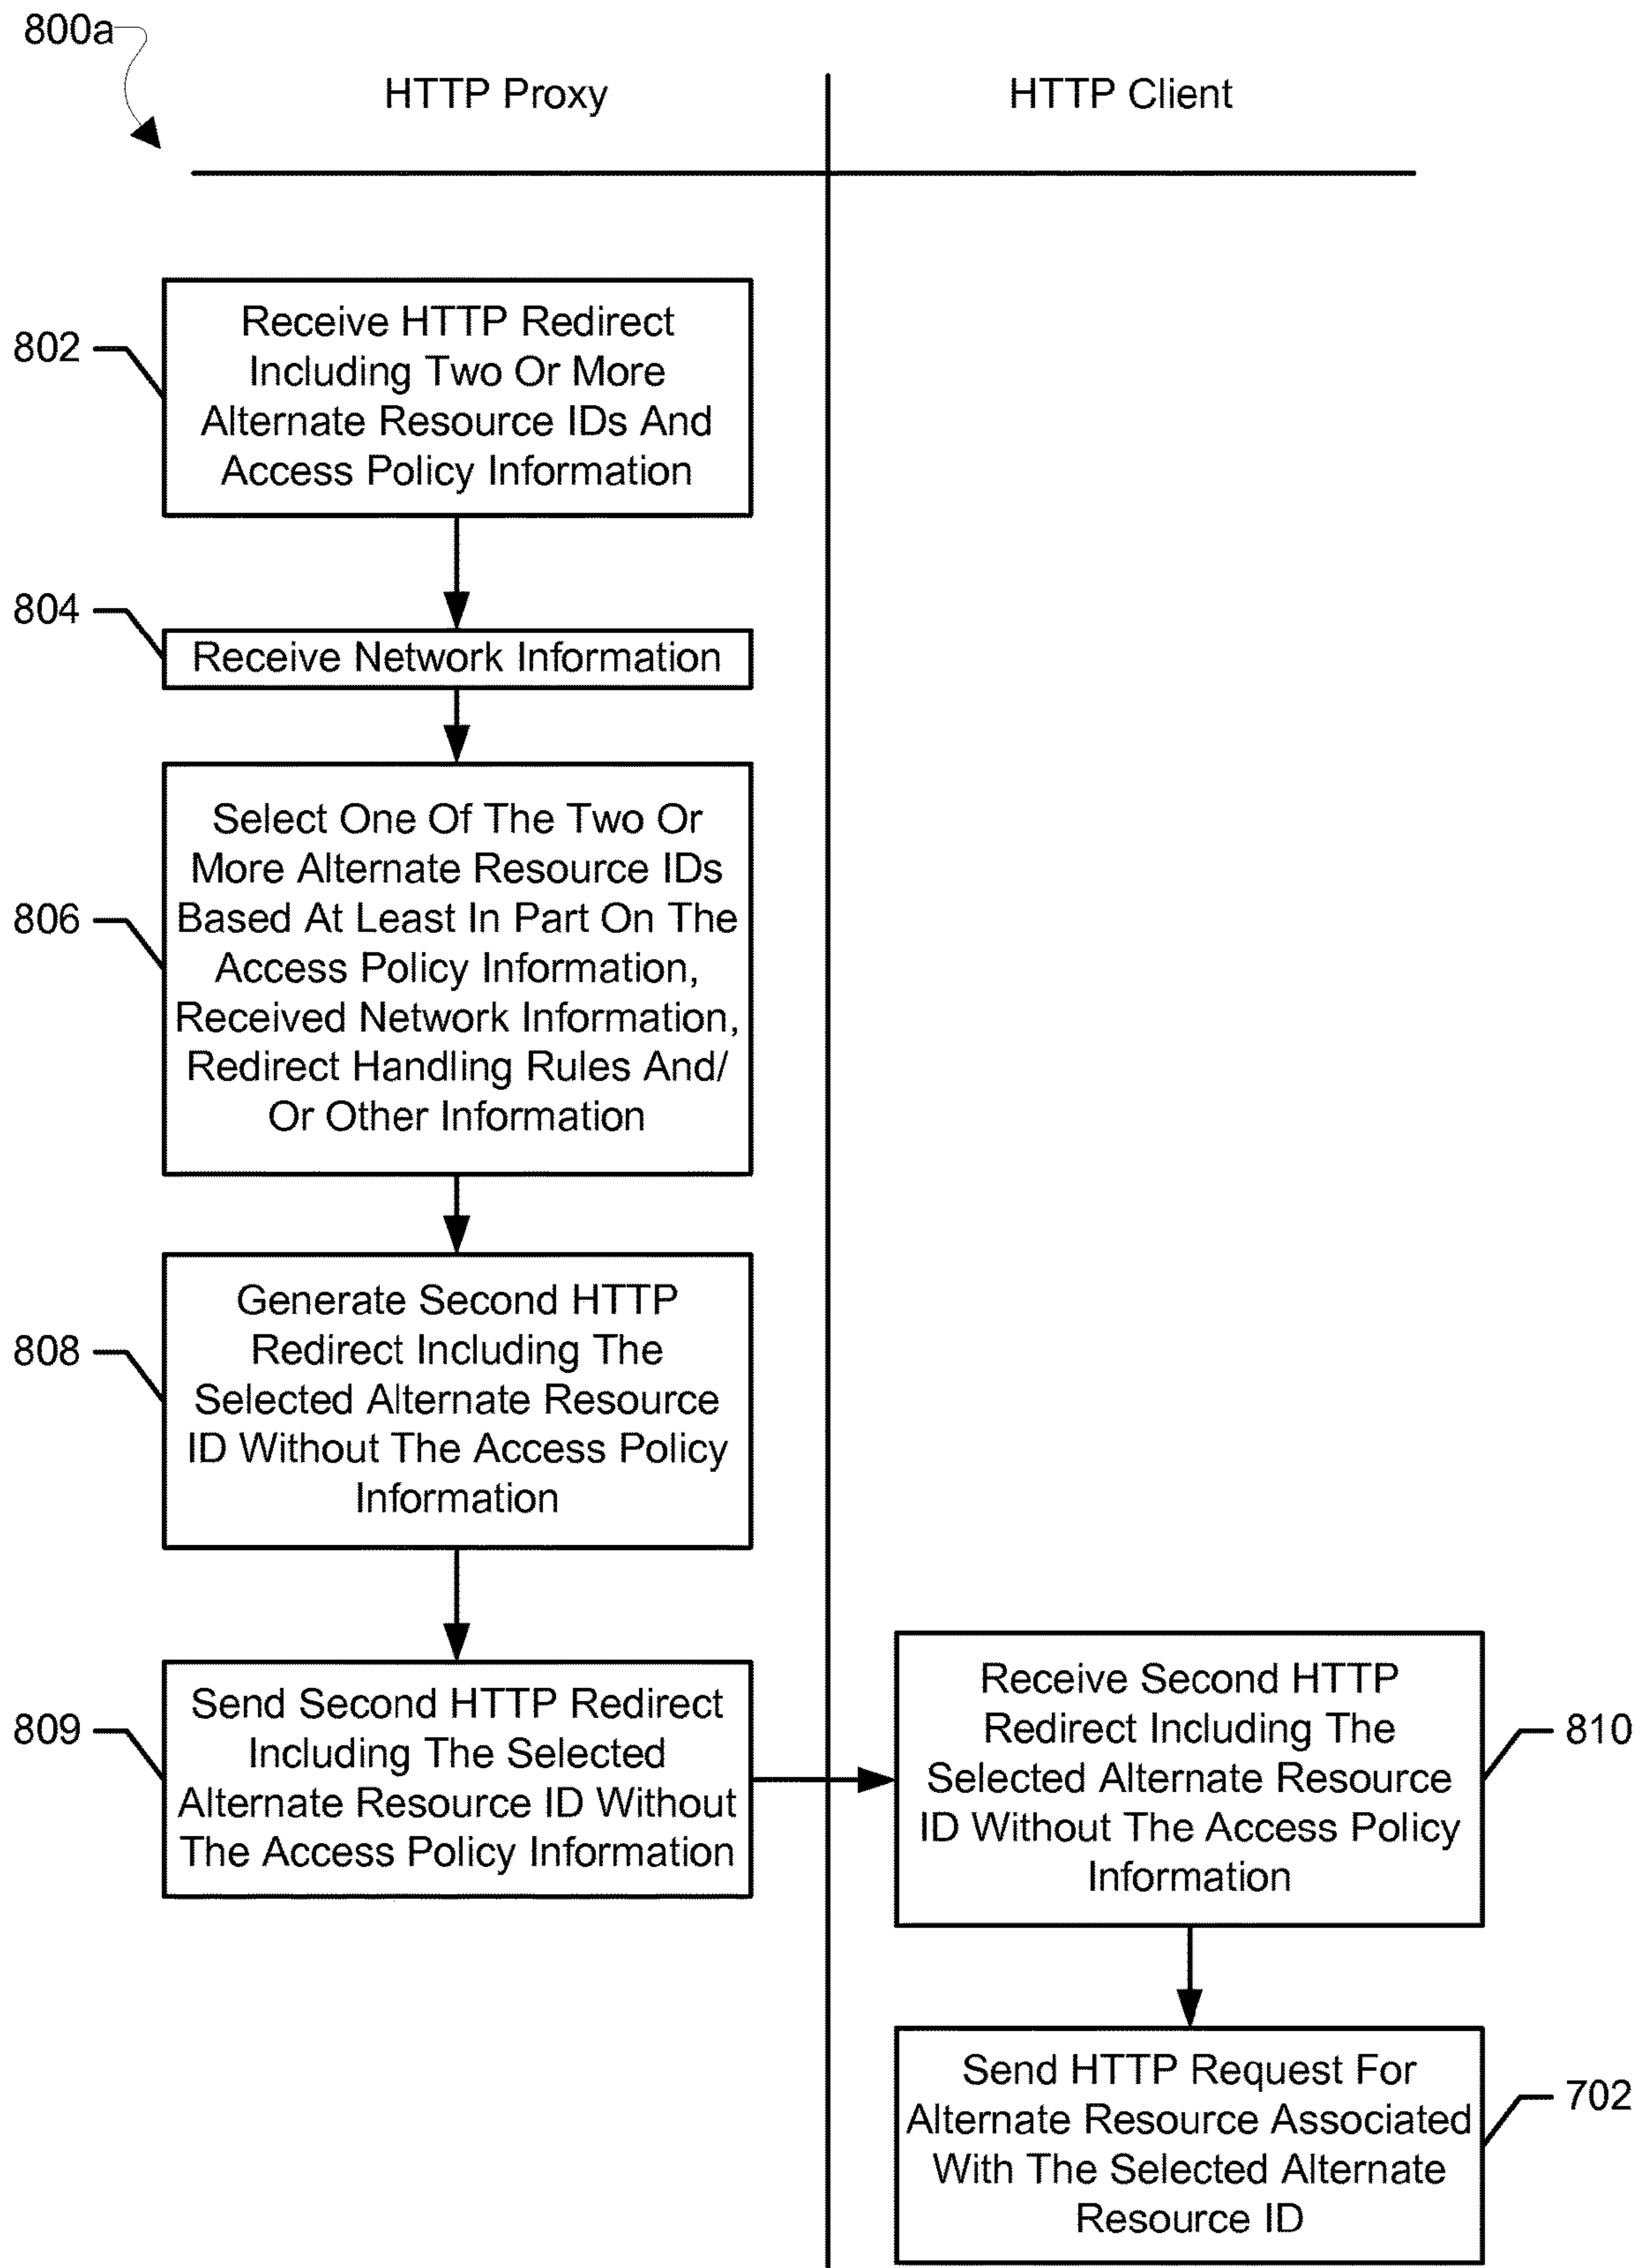 800a
HTTP Proxy
HTTP Client
802
Receive HTTP Redirect
Including Two Or More
Alternate Resource IDs And
Access Policy Information
804
Receive Network Information
806
Select One Of The Two Or
More Alternate Resource IDs
Based At Least In Part On The
Access Policy Information,
Received Network Information,
Redirect Handling Rules And/
Or Other Information
808
Generate Second HTTP
Redirect Including The
Selected Alternate Resource
ID Without The Access Policy
Information
809
Send Second HTTP Redirect
Including The Selected
Alternate Resource ID Without
The Access Policy Information
Receive Second HTTP
Redirect Including The
Selected Alternate Resource
ID Without The Access Policy
Information
810
Send HTTP Request For
Alternate Resource Associated
With The Selected Alternate
Resource ID
702